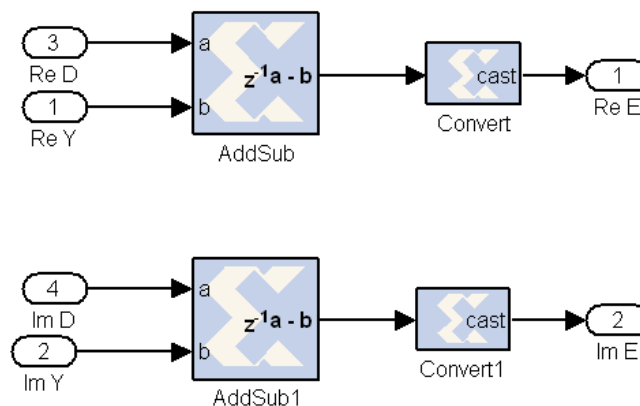 3
Re D
1
Re Y
a
b
z⁻¹a - b
AddSub
cast
Convert
1
Re E
4
Im D
2
Im Y
a
b
z⁻¹a - b
AddSub1
cast
Convert1
2
Im E